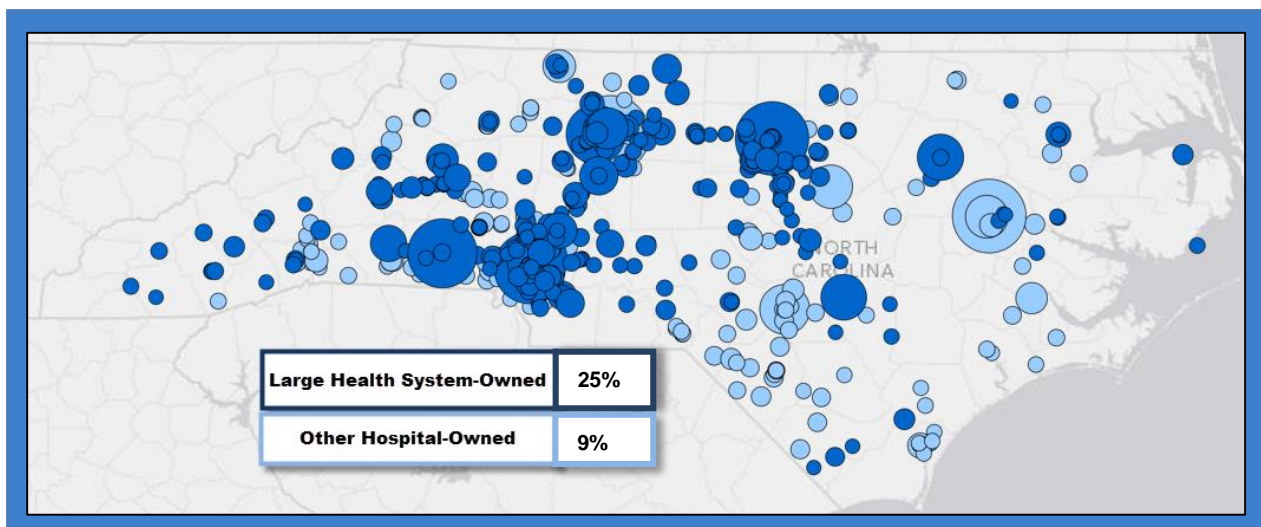 NORTH
CAROLINA
Large Health System-Owned 25%
Other Hospital-Owned 9%